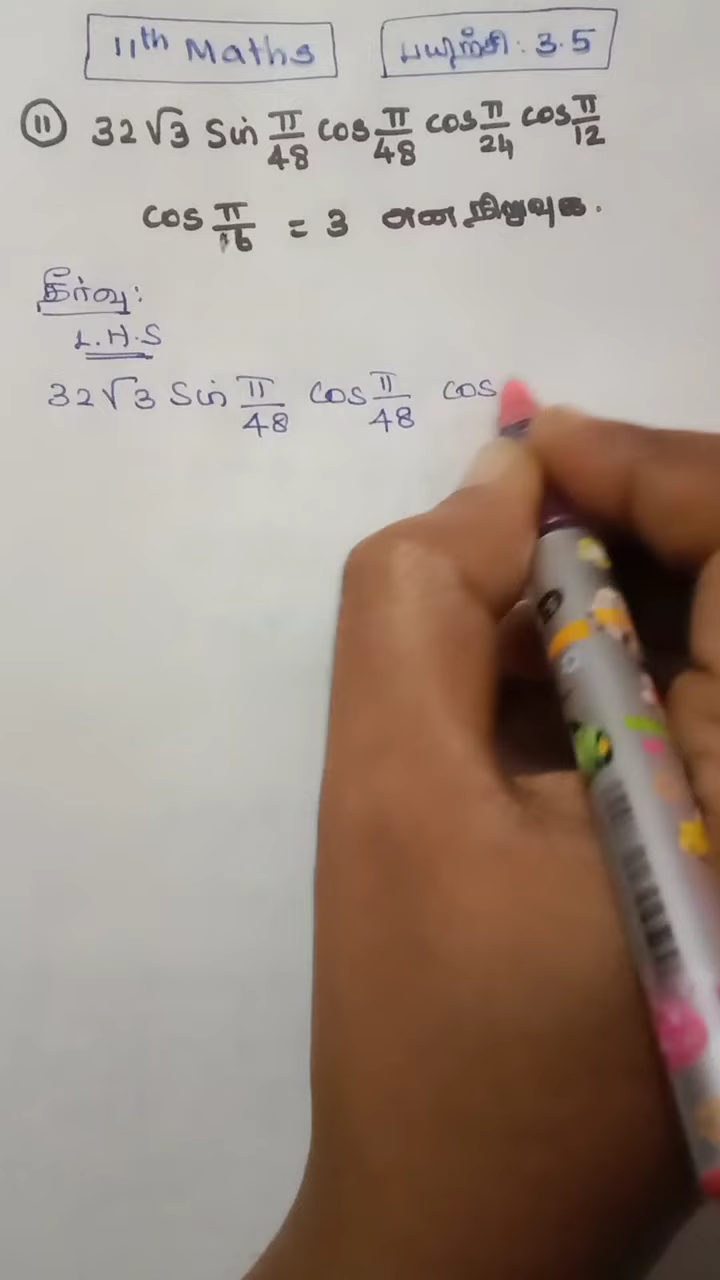 11th Maths பயிற்சி: 3.5
11 32√3 Sin π/48 cos π/48 cos π/24 cos π/12
cos π/16 = 3 என நிறுவுக.
தீர்வு:
L.H.S
32√3 Sin π/48 cos π/48 cos